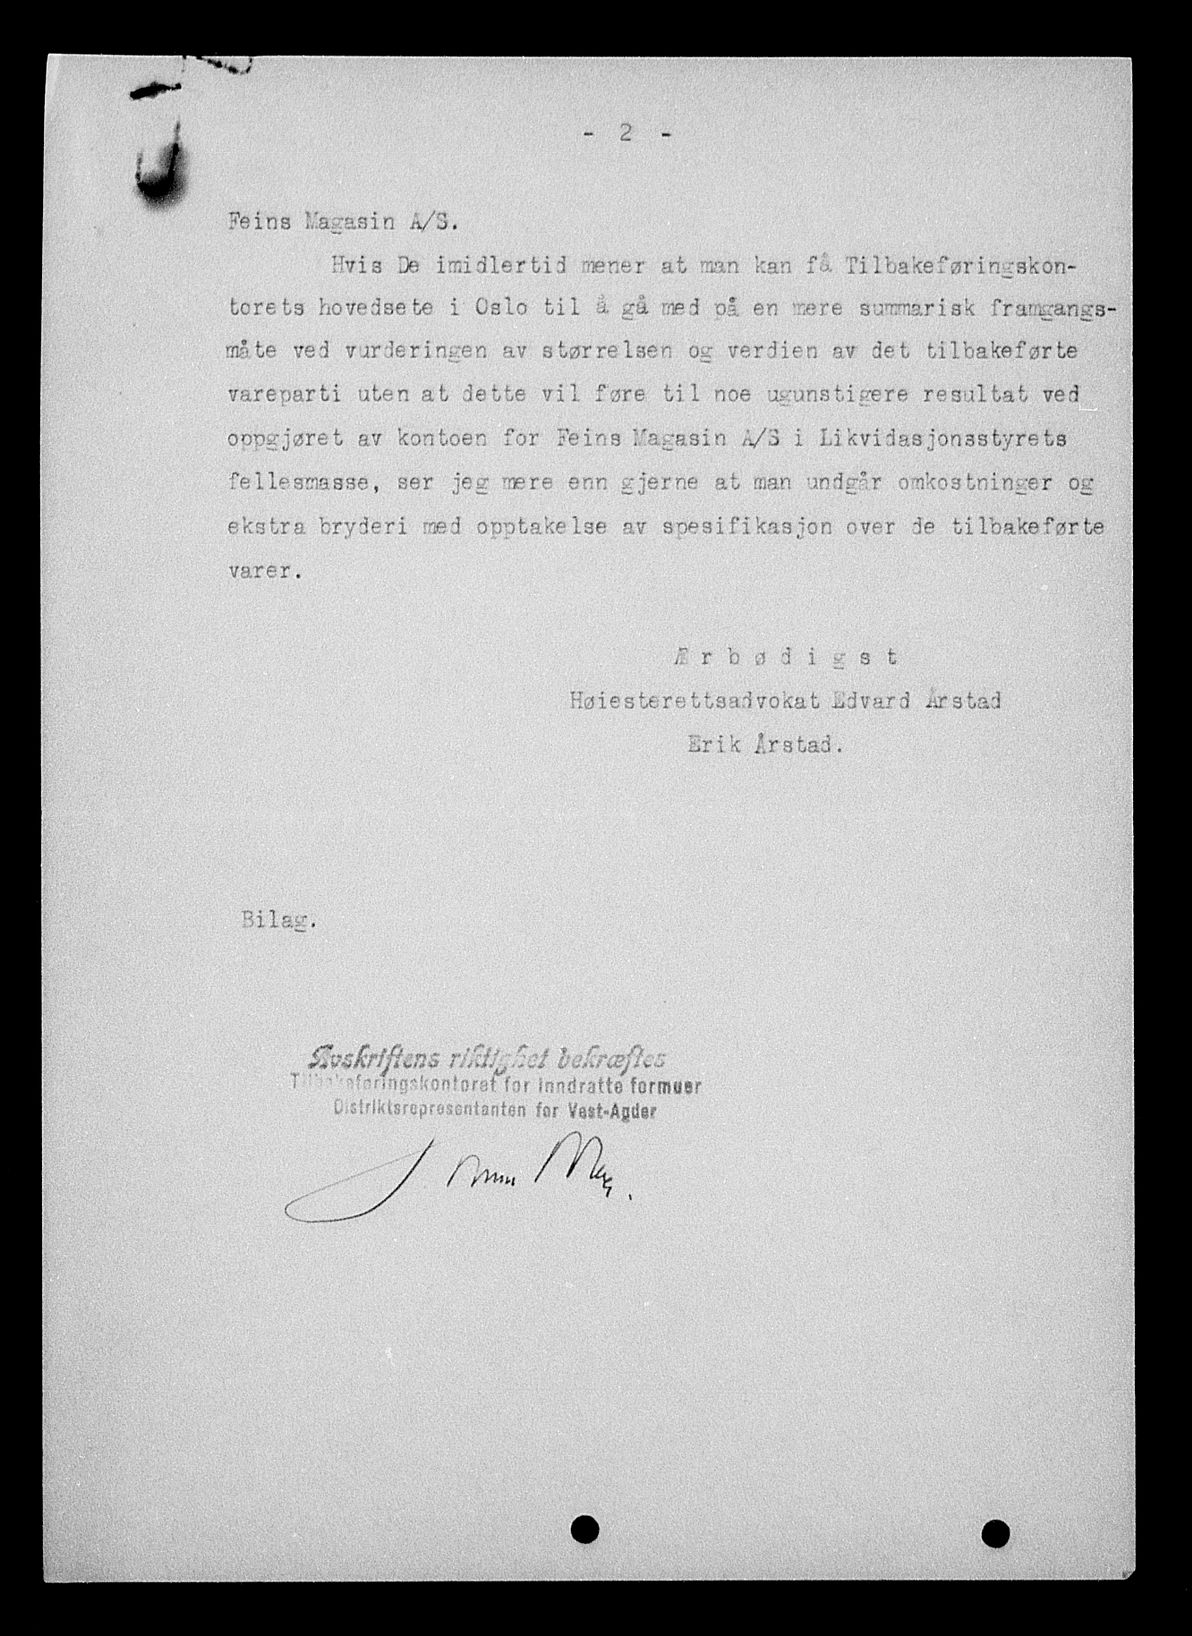 - 2 -
Feins Magasin A/S.
Hvis De imidlertid mener at man kan få Tilbakeføringskon-
torets hovedsete i Oslo til å gå med på en mere summarisk framgangs-
måte ved vurderingen av størrelsen og verdien av det tilbakeførte
vareparti uten at dette vil føre til noe ugunstigere resultat ved
oppgjøret av kontoen for Feins Magasin A/S i Likvidasjonsstyrets
fellesmasse, ser jeg mere enn gjerne at man undgår omkostninger og
ekstra bryderi med opptakelse av spesifikasjon over de tilbakeførte
varer.
Æ r b ø d i g s t
Høiesterettsadvokat Edvard Årstad
Erik Årstad.
Bilag.
Avskriftens riktighet bekræftes
Tilbakeføringskontoret for inndratte formuer
Distriktsrepresentanten for Vest-Agder